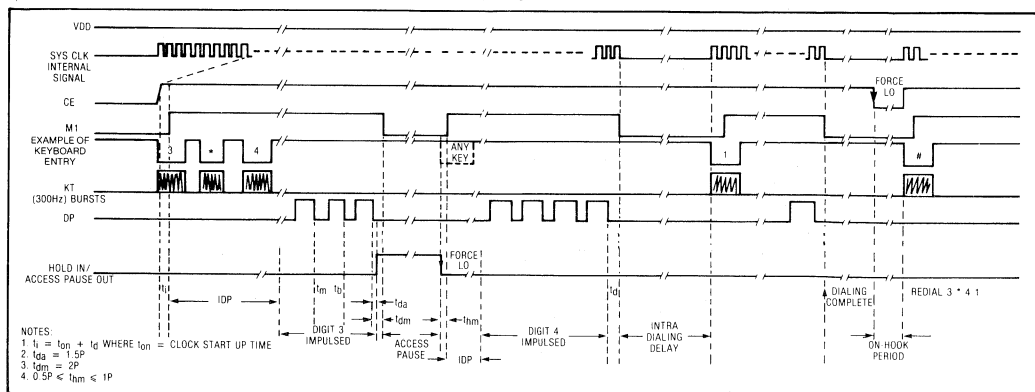 VDD
SYS CLK
INTERNAL
SIGNAL
FORCE
LO
CE
M1
EXAMPLE OF
KEYBOARD
ENTRY
3
*
4
ANY
KEY
1
#
KT
(300Hz) BURSTS
DP
HOLD IN/
ACCESS PAUSE OUT
FORCE
LO
ti
IDP
tm
tb
tda
tdm
thm
td
DIGIT 3
IMPULSED
ACCESS
PAUSE
IDP
DIGIT 4
IMPULSED
INTRA
DIALING
DELAY
DIALING
COMPLETE
ON-HOOK
PERIOD
REDIAL 3 * 4 1
NOTES:
1. ti = ton + td WHERE ton = CLOCK START UP TIME
2. tda = 1.5P
3. tdm = 2P
4. 0.5P ⩽ thm ⩽ 1P